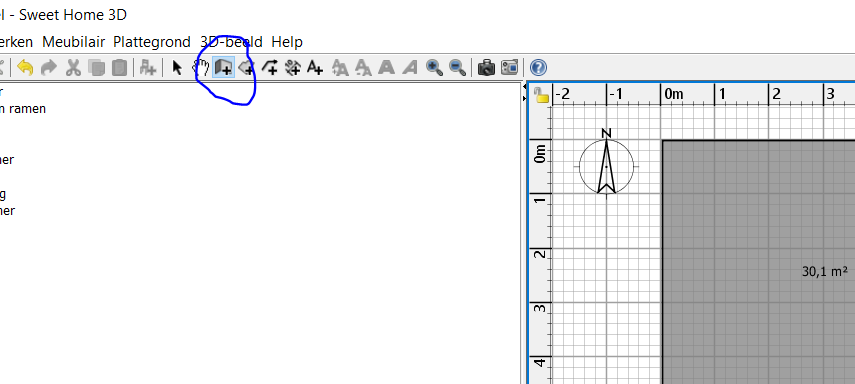 el - Sweet Home 3D
erken Meubilair Plattegrond 3D-beeld Help
-2 -1 0m 1 2 3
n ramen
N
0m
ner
1
g
ner
2
30,1 m²
3
4